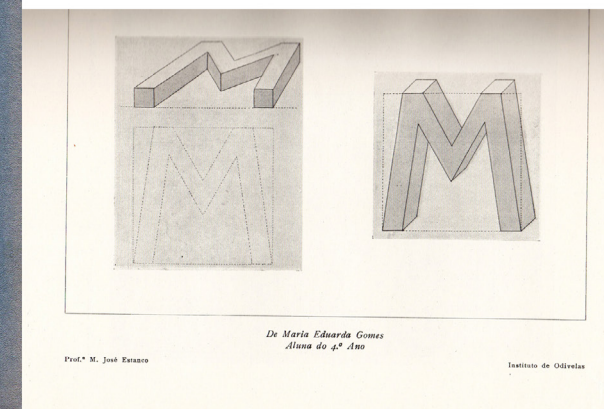 De Maria Eduarda Gomes
Aluna do 4.º Ano
Prof.ª M. José Estanco
Instituto de Odivelas